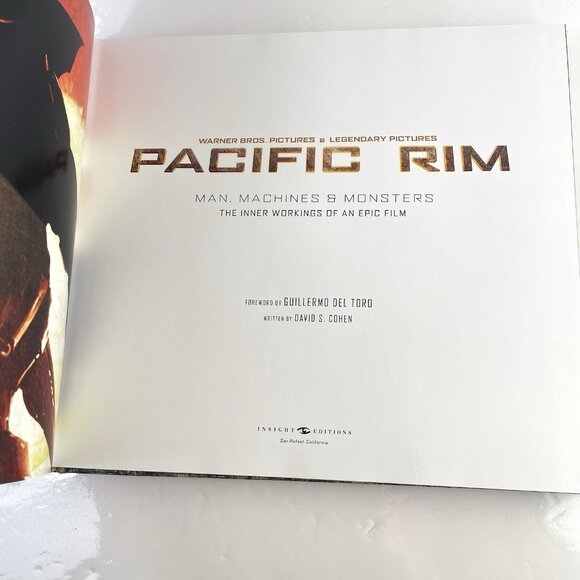 WARNER BROS. PICTURES & LEGENDARY PICTURES
PACIFIC RIM
MAN, MACHINES & MONSTERS
THE INNER WORKINGS OF AN EPIC FILM
FOREWORD BY GUILLERMO DEL TORO
WRITTEN BY DAVID S. COHEN
INSIGHT EDITIONS
San Rafael, California